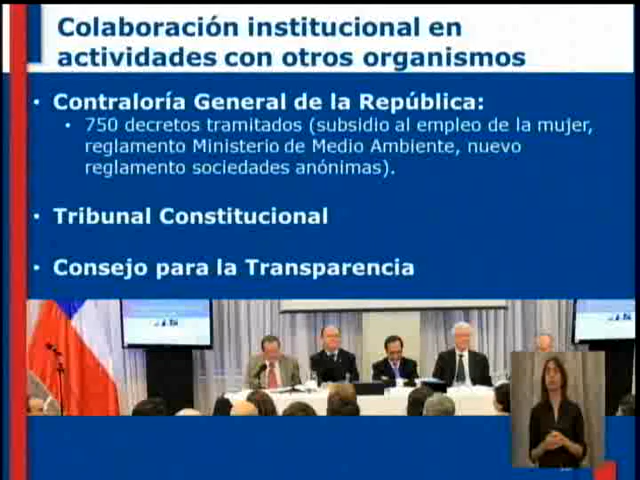 Colaboración institucional en
actividades con otros organismos
• Contraloría General de la República:
• 750 decretos tramitados (subsidio al empleo de la mujer,
reglamento Ministerio de Medio Ambiente, nuevo
reglamento sociedades anónimas).
• Tribunal Constitucional
• Consejo para la Transparencia